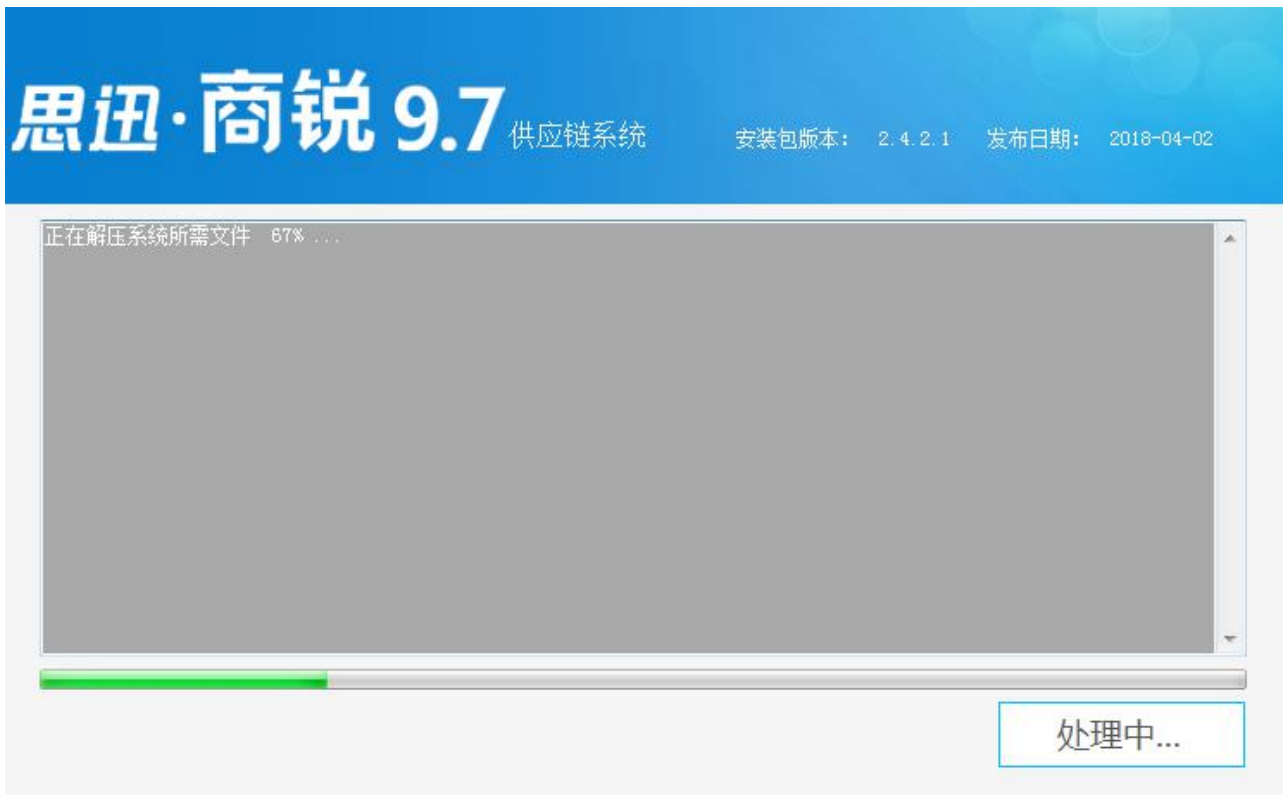 思迅·商锐 9.7 供应链系统 安装包版本: 2.4.2.1 发布日期: 2018-04-02
正在解压系统所需文件 67% ...
处理中...